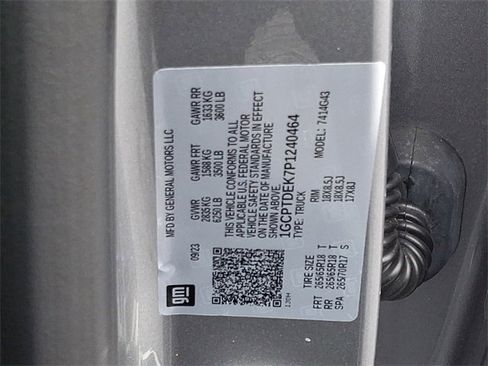 gm
MFD BY GENERAL MOTORS LLC
09/23 GVWR GAWR FRT GAWR RR
2835 KG 1588 KG 1633 KG
6250 LB 3500 LB 3600 LB
THIS VEHICLE CONFORMS TO ALL
APPLICABLE U.S. FEDERAL MOTOR
VEHICLE SAFETY STANDARDS IN EFFECT
ON THE DATE OF MANUFACTURE
SHOWN ABOVE.
1GCPTDEK7P1240464
TYPE: TRUCK MODEL: 7414G43
TIRE SIZE RIM
FRT 265/65R18 T 18X8.5J
RR 265/65R18 T 18X8.5J
SPA 265/70R17 S 17X8J